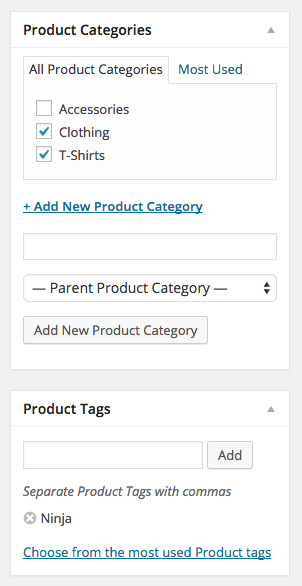 Product Categories
All Product Categories Most Used
Accessories
Clothing
T-Shirts
+ Add New Product Category
— Parent Product Category —
Add New Product Category
Product Tags
Add
Separate Product Tags with commas
Ninja
Choose from the most used Product tags